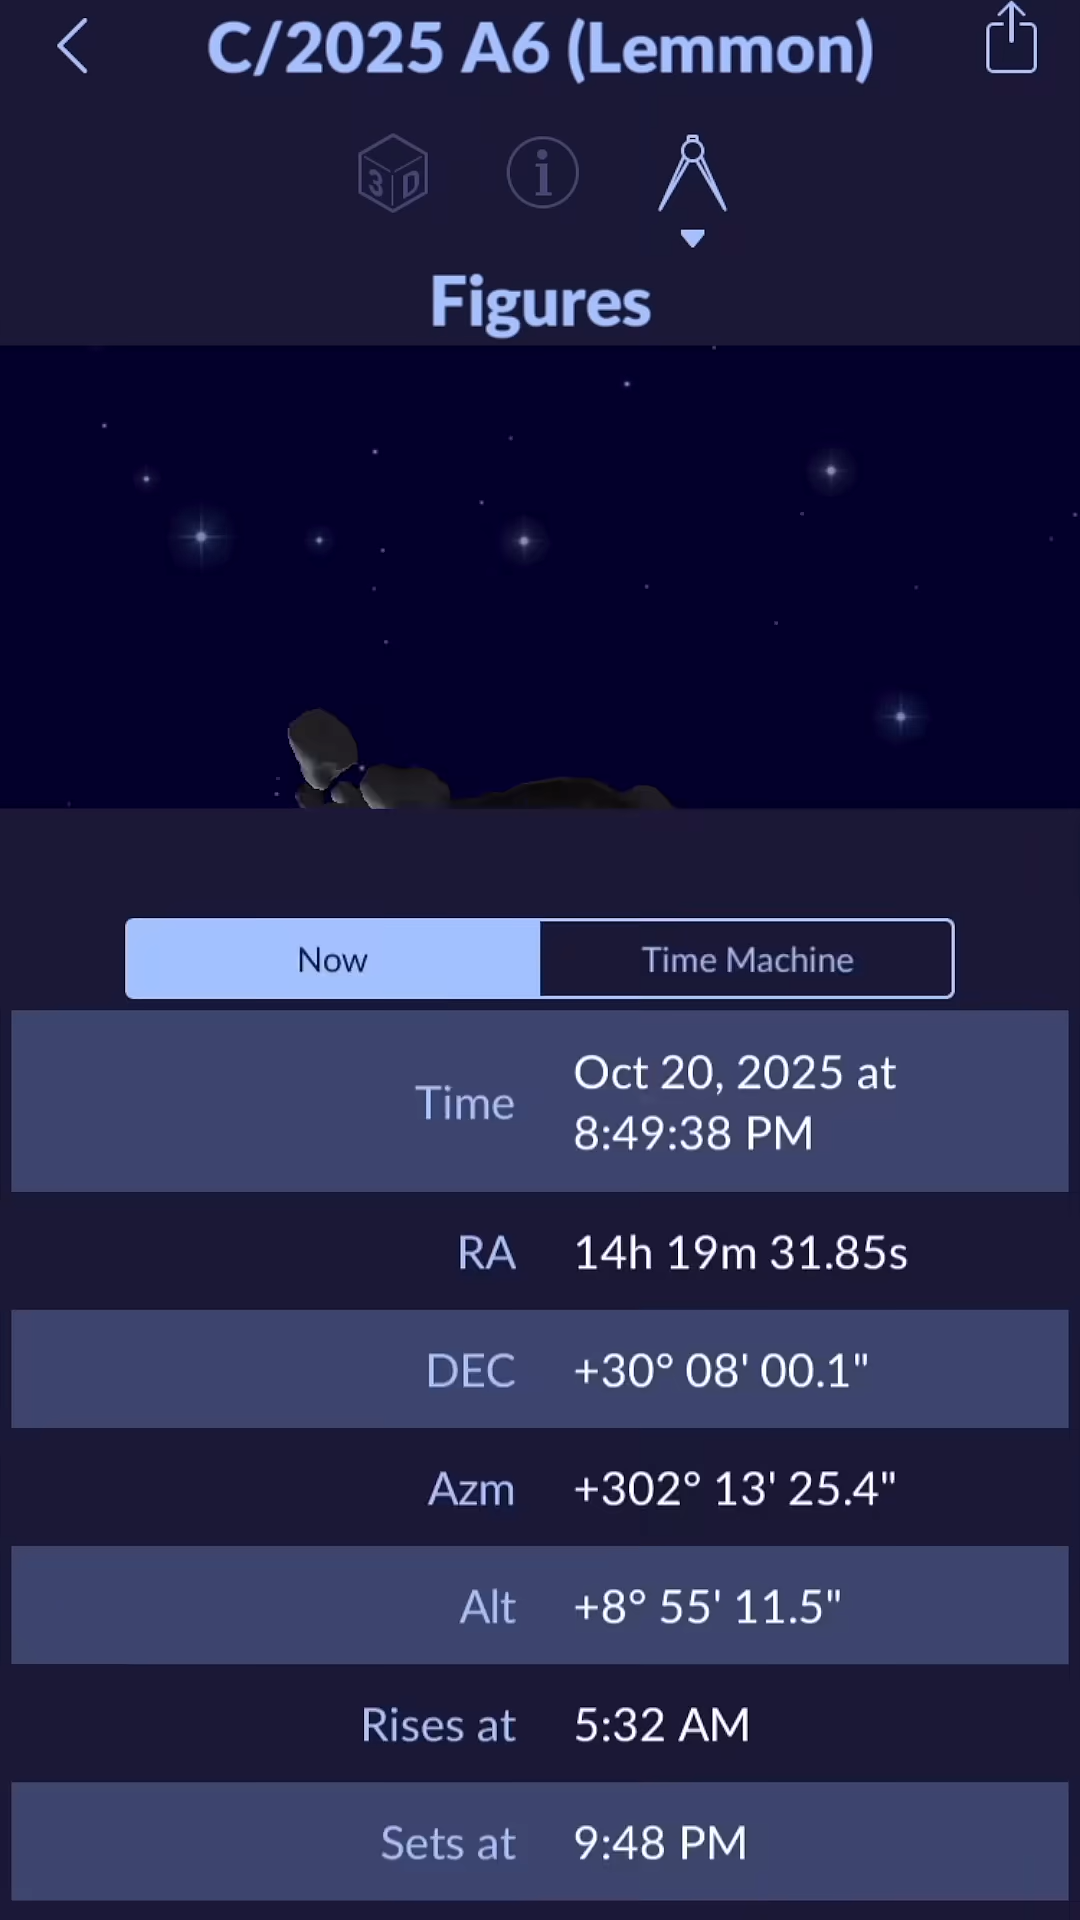 C/2025 A6 (Lemmon)
3D
i
Figures
Now
Time Machine
Time
Oct 20, 2025 at
8:49:38 PM
RA
14h 19m 31.85s
DEC
+30° 08' 00.1"
Azm
+302° 13' 25.4"
Alt
+8° 55' 11.5"
Rises at
5:32 AM
Sets at
9:48 PM